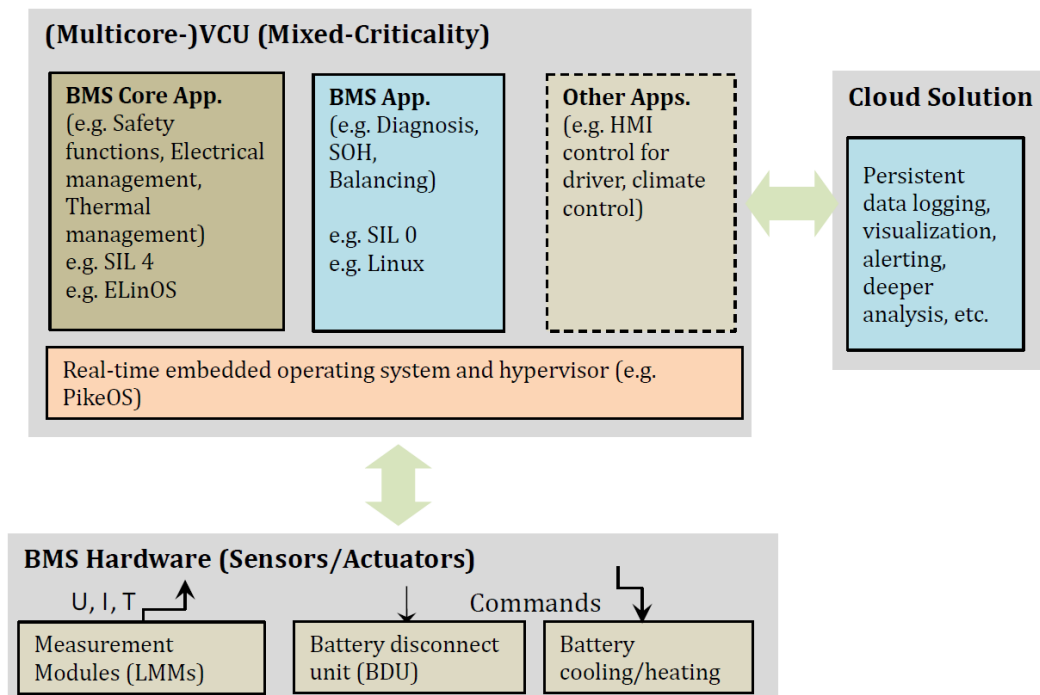 (Multicore-)VCU (Mixed-Criticality)
BMS Core App.
(e.g. Safety
functions, Electrical
management,
Thermal
management)
e.g. SIL 4
e.g. ELinOS
BMS App.
(e.g. Diagnosis,
SOH,
Balancing)
e.g. SIL 0
e.g. Linux
Other Apps.
(e.g. HMI
control for
driver, climate
control)
Real-time embedded operating system and hypervisor (e.g.
PikeOS)
Cloud Solution
Persistent
data logging,
visualization,
alerting,
deeper
analysis, etc.
BMS Hardware (Sensors/Actuators)
U, I, T
Commands
Measurement
Modules (LMMs)
Battery disconnect
unit (BDU)
Battery
cooling/heating